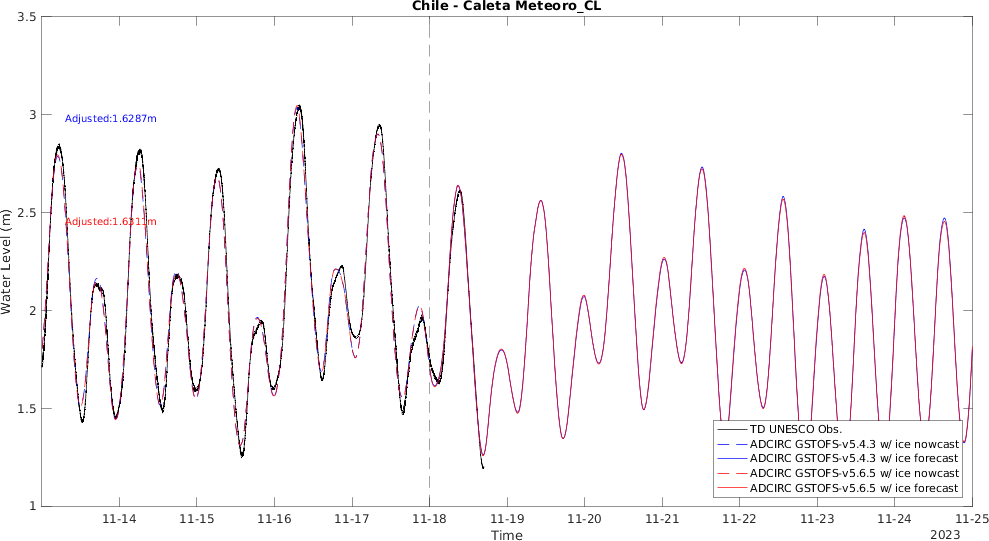 Chile - Caleta Meteoro_CL
3.5
3
2.5
2
1.5
1
Water Level (m)
Adjusted:1.6287m
Adjusted:1.6311m
TD UNESCO Obs.
ADCIRC GSTOFS-v5.4.3 w/ ice nowcast
ADCIRC GSTOFS-v5.4.3 w/ ice forecast
ADCIRC GSTOFS-v5.6.5 w/ ice nowcast
ADCIRC GSTOFS-v5.6.5 w/ ice forecast
11-14 11-15 11-16 11-17 11-18 11-19 11-20 11-21 11-22 11-23 11-24 11-25
Time
2023